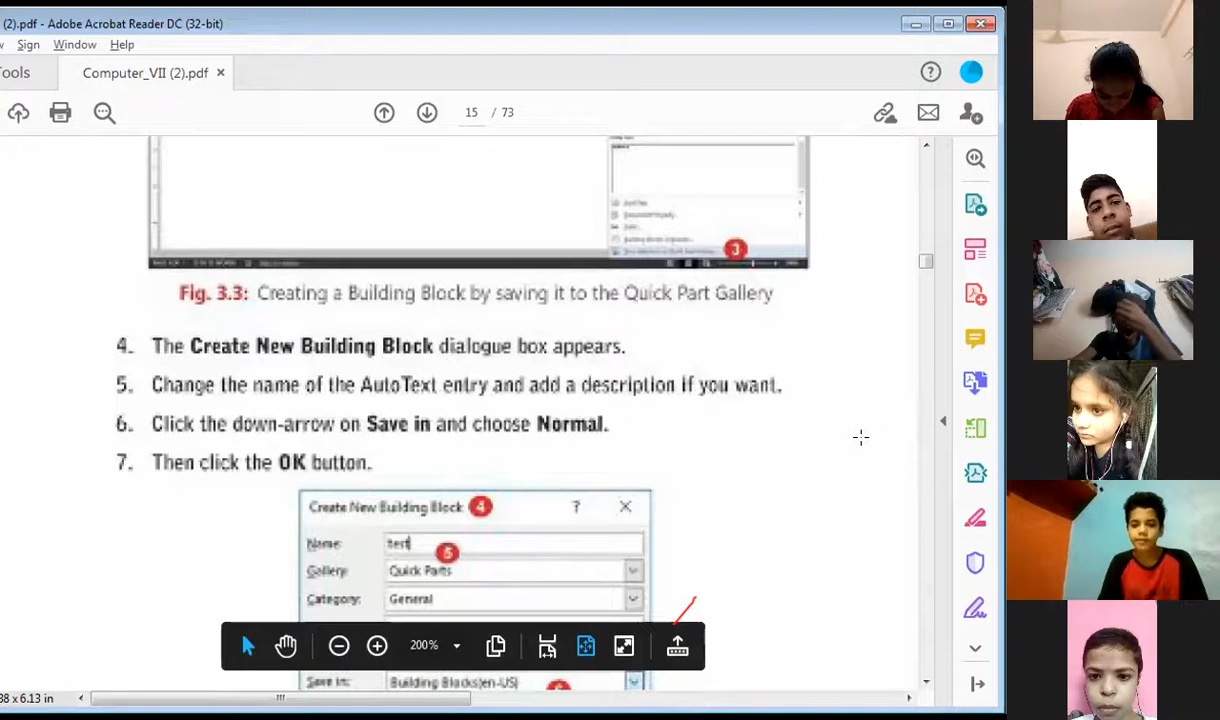 (2).pdf - Adobe Acrobat Reader DC (32-bit)
Sign Window Help
Tools Computer_VII (2).pdf ×
15 / 73
3
Fig. 3.3: Creating a Building Block by saving it to the Quick Part Gallery
4. The Create New Building Block dialogue box appears.
5. Change the name of the AutoText entry and add a description if you want.
6. Click the down-arrow on Save in and choose Normal.
7. Then click the OK button.
Create New Building Block 4 ?
Name: 5
Gallery: Quick Parts
Category: General
200%
Save in: Building Blocks(en-US)
38 x 6.13 in